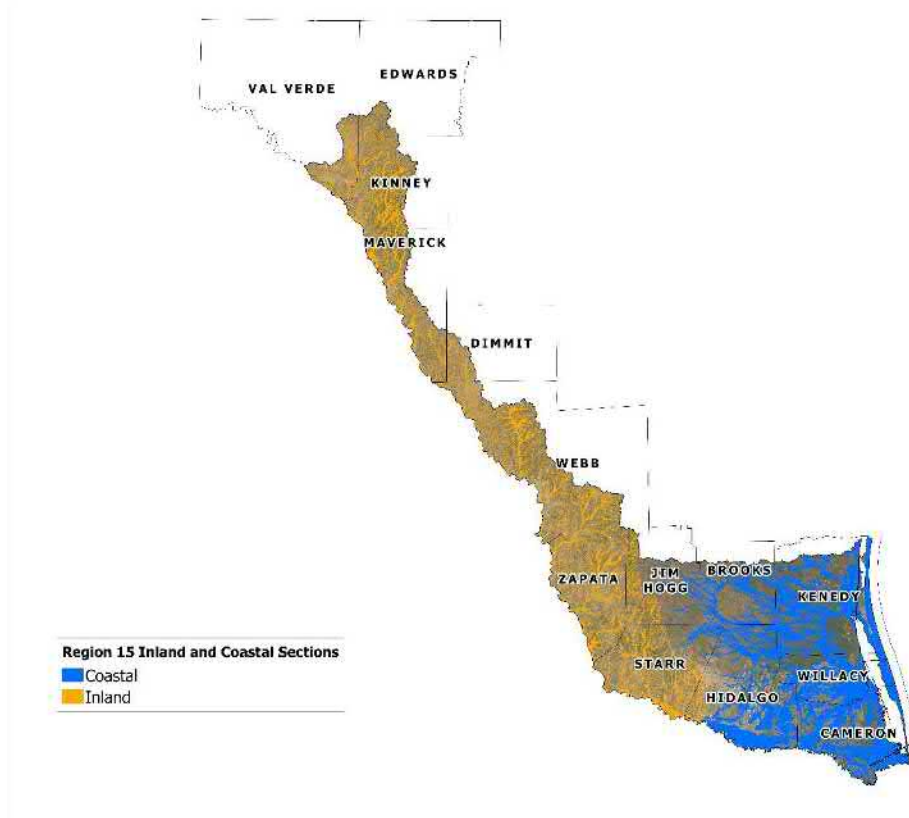 EDWARDS
VAL VERDE
KINNEY
MAVERICK
DIMMIT
WEBB
ZAPATA
JIM
HOGG
BROOKS
KENEDY
STARR
HIDALGO
WILLACY
CAMERON
Region 15 Inland and Coastal Sections
Coastal
Inland